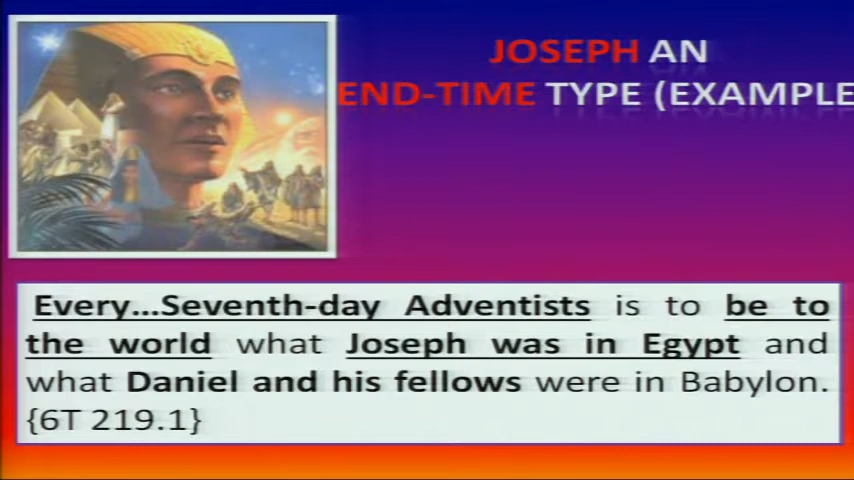 JOSEPH AN
END-TIME TYPE (EXAMPLE
Every...Seventh-day Adventists is to be to
the world what Joseph was in Egypt and
what Daniel and his fellows were in Babylon.
{6T 219.1}